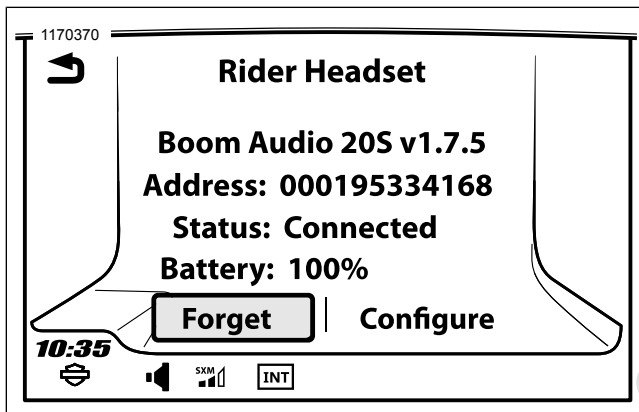 1170370
Rider Headset
Boom Audio 20S v1.7.5
Address: 000195334168
Status: Connected
Battery: 100%
Forget | Configure
10:35
SXM INT